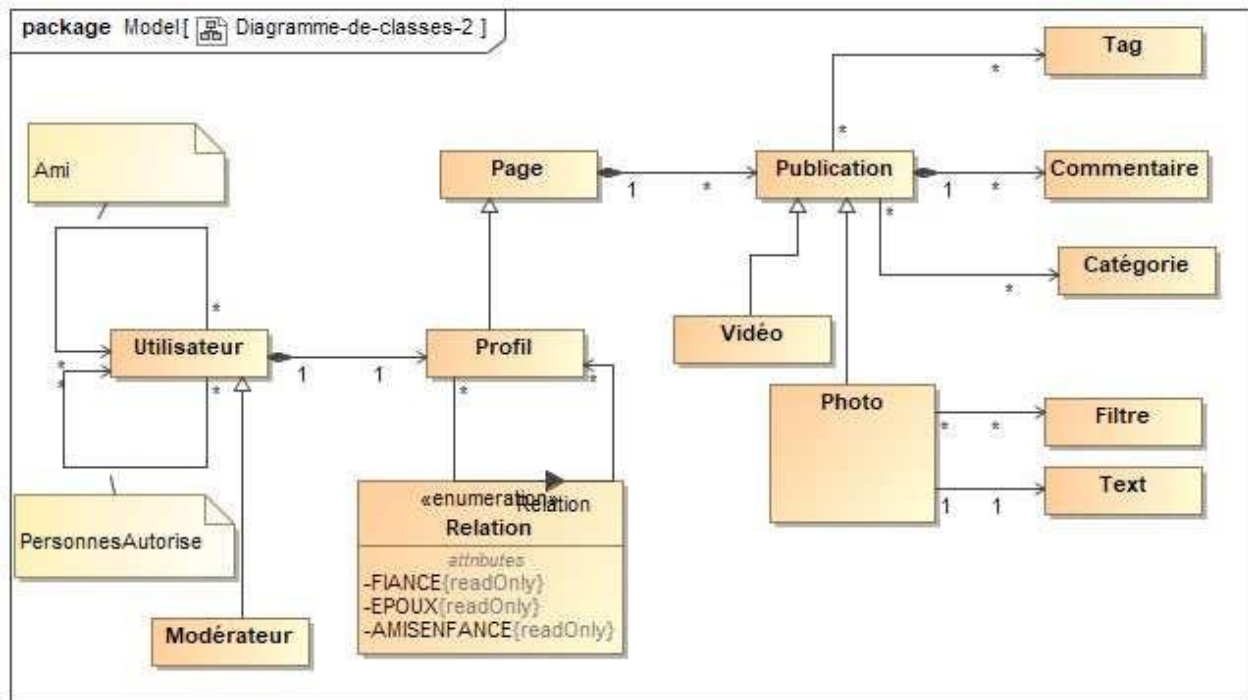 package Model[ Diagramme-de-classes-2 ]
Tag
*
*
Ami
Page
1
*
Publication
1
*
Commentaire
*
*
Catégorie
*
*
Utilisateur
1
1
Profil
Vidéo
*
*
*
*
*
Photo
*
*
Filtre
1
1
Text
«enumeration»
Relation
Relation
attributes
-FIANCE{readOnly}
-EPOUX{readOnly}
-AMISENFANCE{readOnly}
PersonnesAutorise
Modérateur